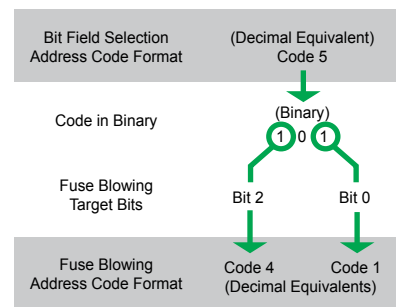 Bit Field Selection
Address Code Format
(Decimal Equivalent)
Code 5
Code in Binary
(Binary)
1 0 1
Fuse Blowing
Target Bits
Bit 2
Bit 0
Fuse Blowing
Address Code Format
Code 4
Code 1
(Decimal Equivalents)